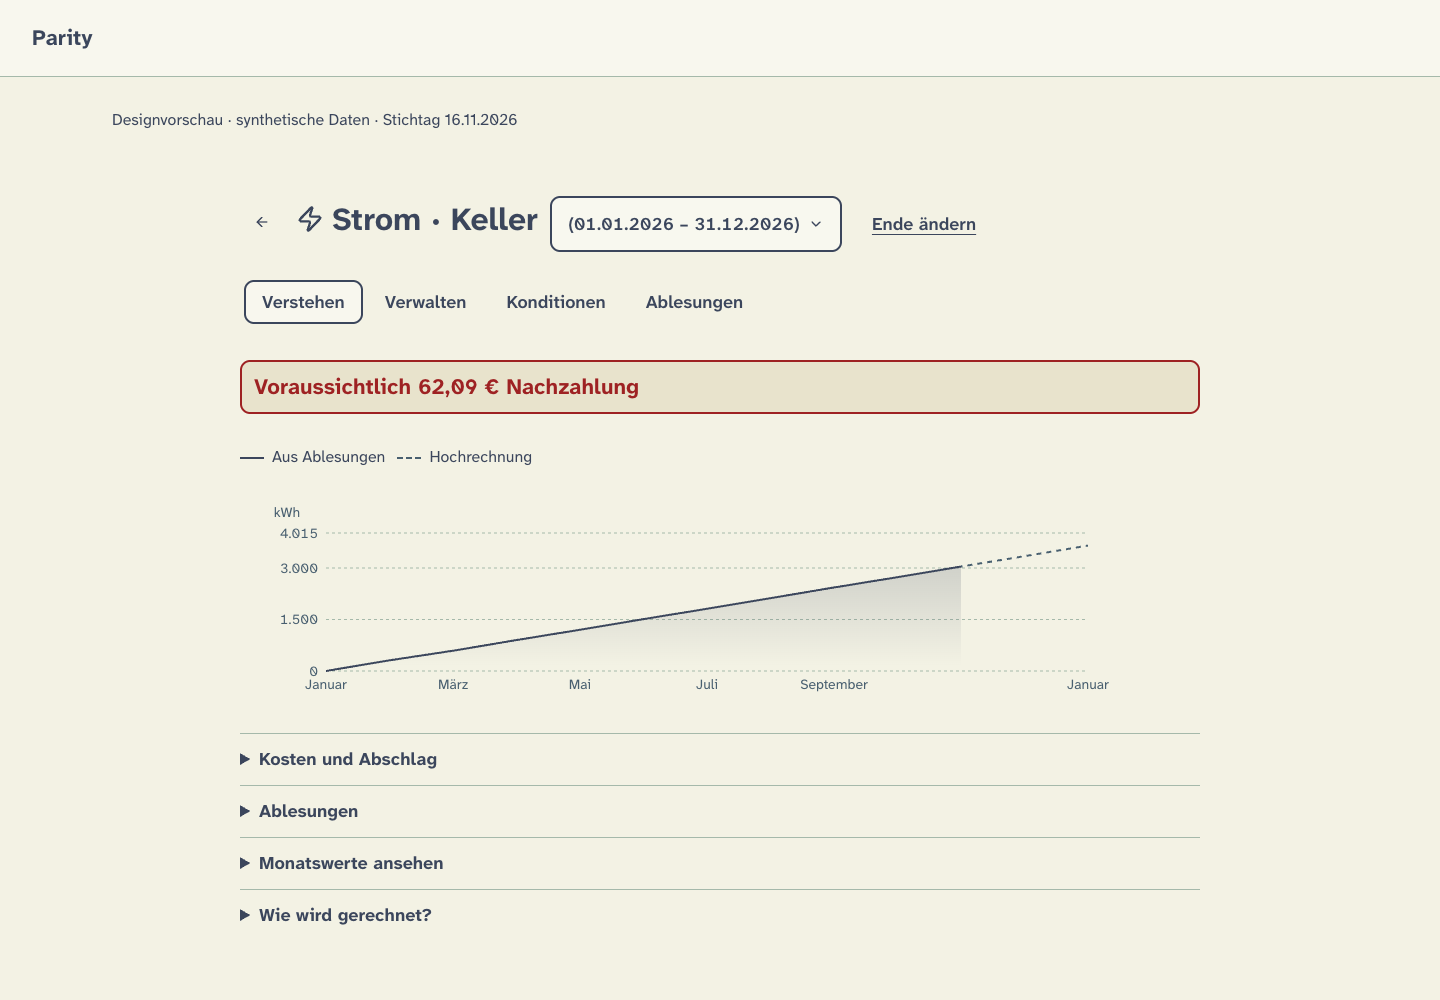 Parity
Designvorschau · synthetische Daten · Stichtag 16.11.2026
Strom · Keller (01.01.2026 – 31.12.2026) Ende ändern
Verstehen Verwalten Konditionen Ablesungen
Voraussichtlich 62,09 € Nachzahlung
Aus Ablesungen Hochrechnung
kWh
4.015
3.000
1.500
0
Januar März Mai Juli September Januar
Kosten und Abschlag
Ablesungen
Monatswerte ansehen
Wie wird gerechnet?